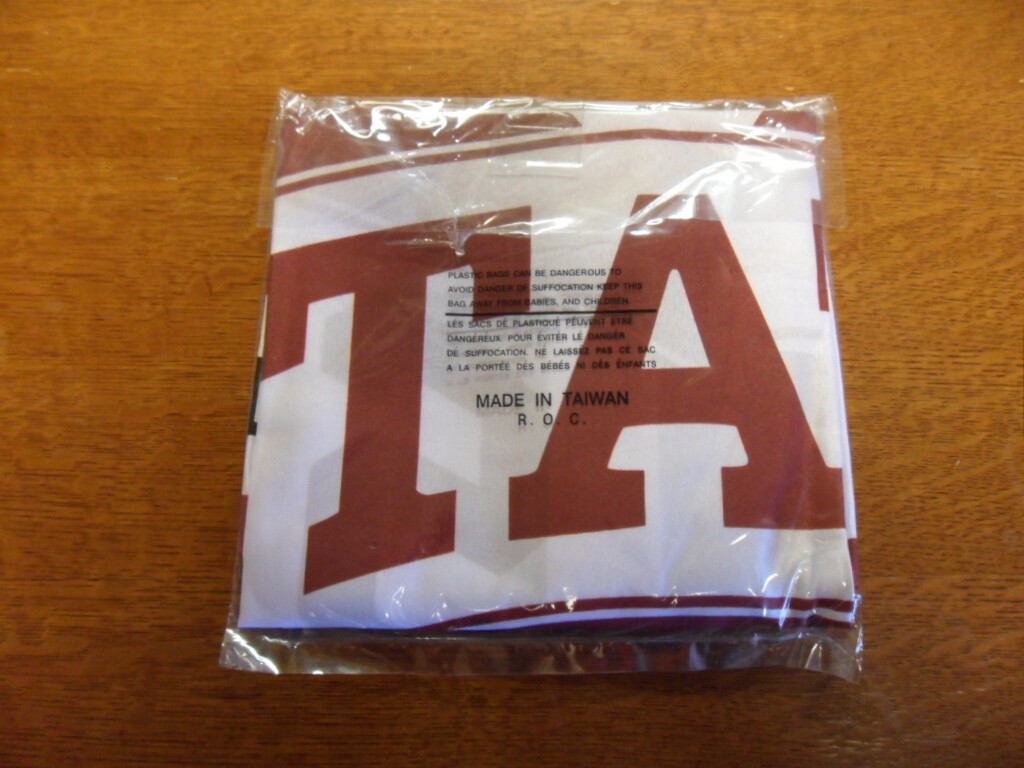 TA
PLASTIC BAGS CAN BE DANGEROUS TO
AVOID DANGER OF SUFFOCATION KEEP THIS
BAG AWAY FROM BABIES, AND CHILDREN.
LES SACS DE PLASTIQUE PEUVENT ÊTRE
DANGEREUX. POUR ÉVITER LE DANGER
DE SUFFOCATION. NE LAISSEZ PAS CE SAC
A LA PORTÉE DES BÉBÉS NI DES ENFANTS
MADE IN TAIWAN
R. O. C.